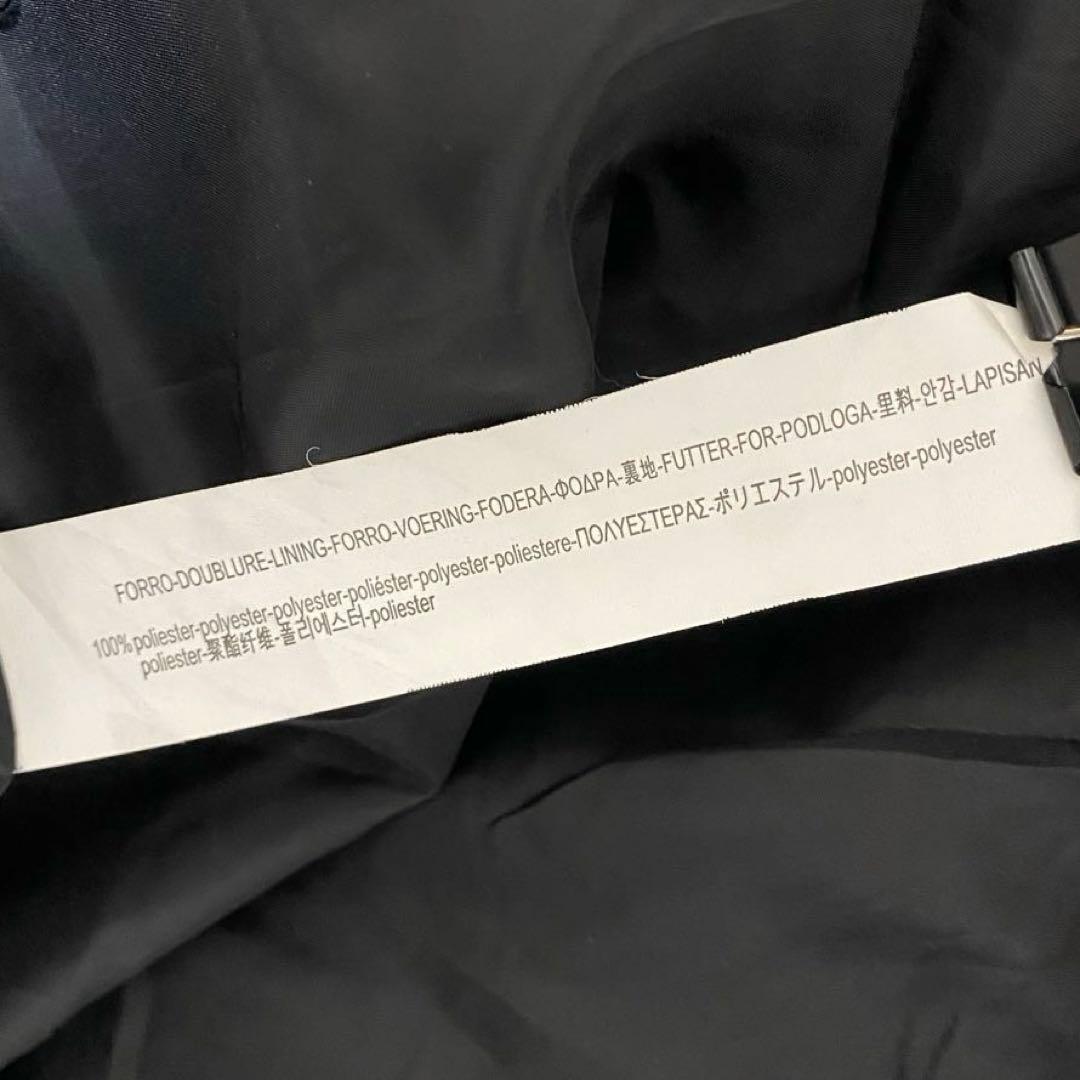 FORRO-DOUBLURE-LINING-FORRO-VOERING-FODERA-ΦΟΔΡΑ-裏地-FUTTER-FOR-PODLOGA-里料-안감-LAPISAN
100% poliester-polyester-polyester-poliéster-polyester-poliestere-ΠΟΛΥΕΣΤΕΡΑΣ-ポリエステル-polyester-polyester
poliester-聚酯纤维-폴리에스터-poliester